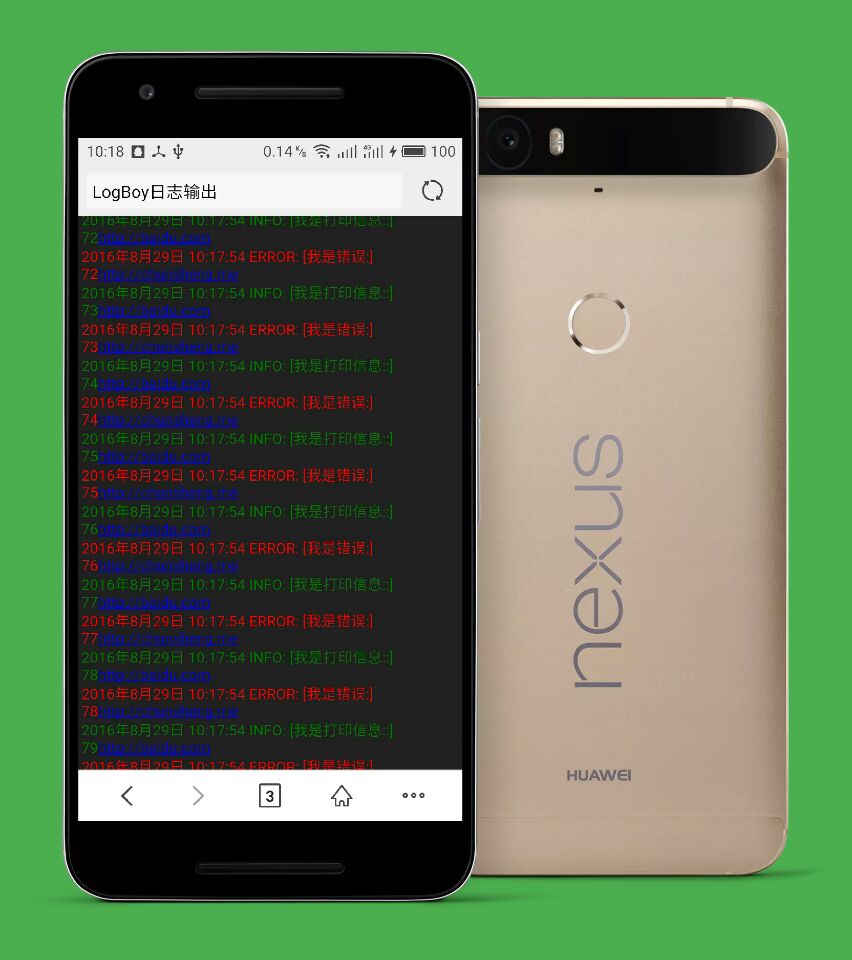 10:18 0.14 K/s 4G 100
LogBoy日志输出
2016年8月29日 10:17:54 INFO: [我是打印信息::]
72http://baidu.com
2016年8月29日 10:17:54 ERROR: [我是错误:]
72http://chunsheng.me
2016年8月29日 10:17:54 INFO: [我是打印信息::]
73http://baidu.com
2016年8月29日 10:17:54 ERROR: [我是错误:]
73http://chunsheng.me
2016年8月29日 10:17:54 INFO: [我是打印信息::]
74http://baidu.com
2016年8月29日 10:17:54 ERROR: [我是错误:]
74http://chunsheng.me
2016年8月29日 10:17:54 INFO: [我是打印信息::]
75http://baidu.com
2016年8月29日 10:17:54 ERROR: [我是错误:]
75http://chunsheng.me
2016年8月29日 10:17:54 INFO: [我是打印信息::]
76http://baidu.com
2016年8月29日 10:17:54 ERROR: [我是错误:]
76http://chunsheng.me
2016年8月29日 10:17:54 INFO: [我是打印信息::]
77http://baidu.com
2016年8月29日 10:17:54 ERROR: [我是错误:]
77http://chunsheng.me
2016年8月29日 10:17:54 INFO: [我是打印信息::]
78http://baidu.com
2016年8月29日 10:17:54 ERROR: [我是错误:]
78http://chunsheng.me
2016年8月29日 10:17:54 INFO: [我是打印信息::]
79http://baidu.com
2016年8月29日 10:17:54 ERROR: [我是错误:]
3
nexus
HUAWEI